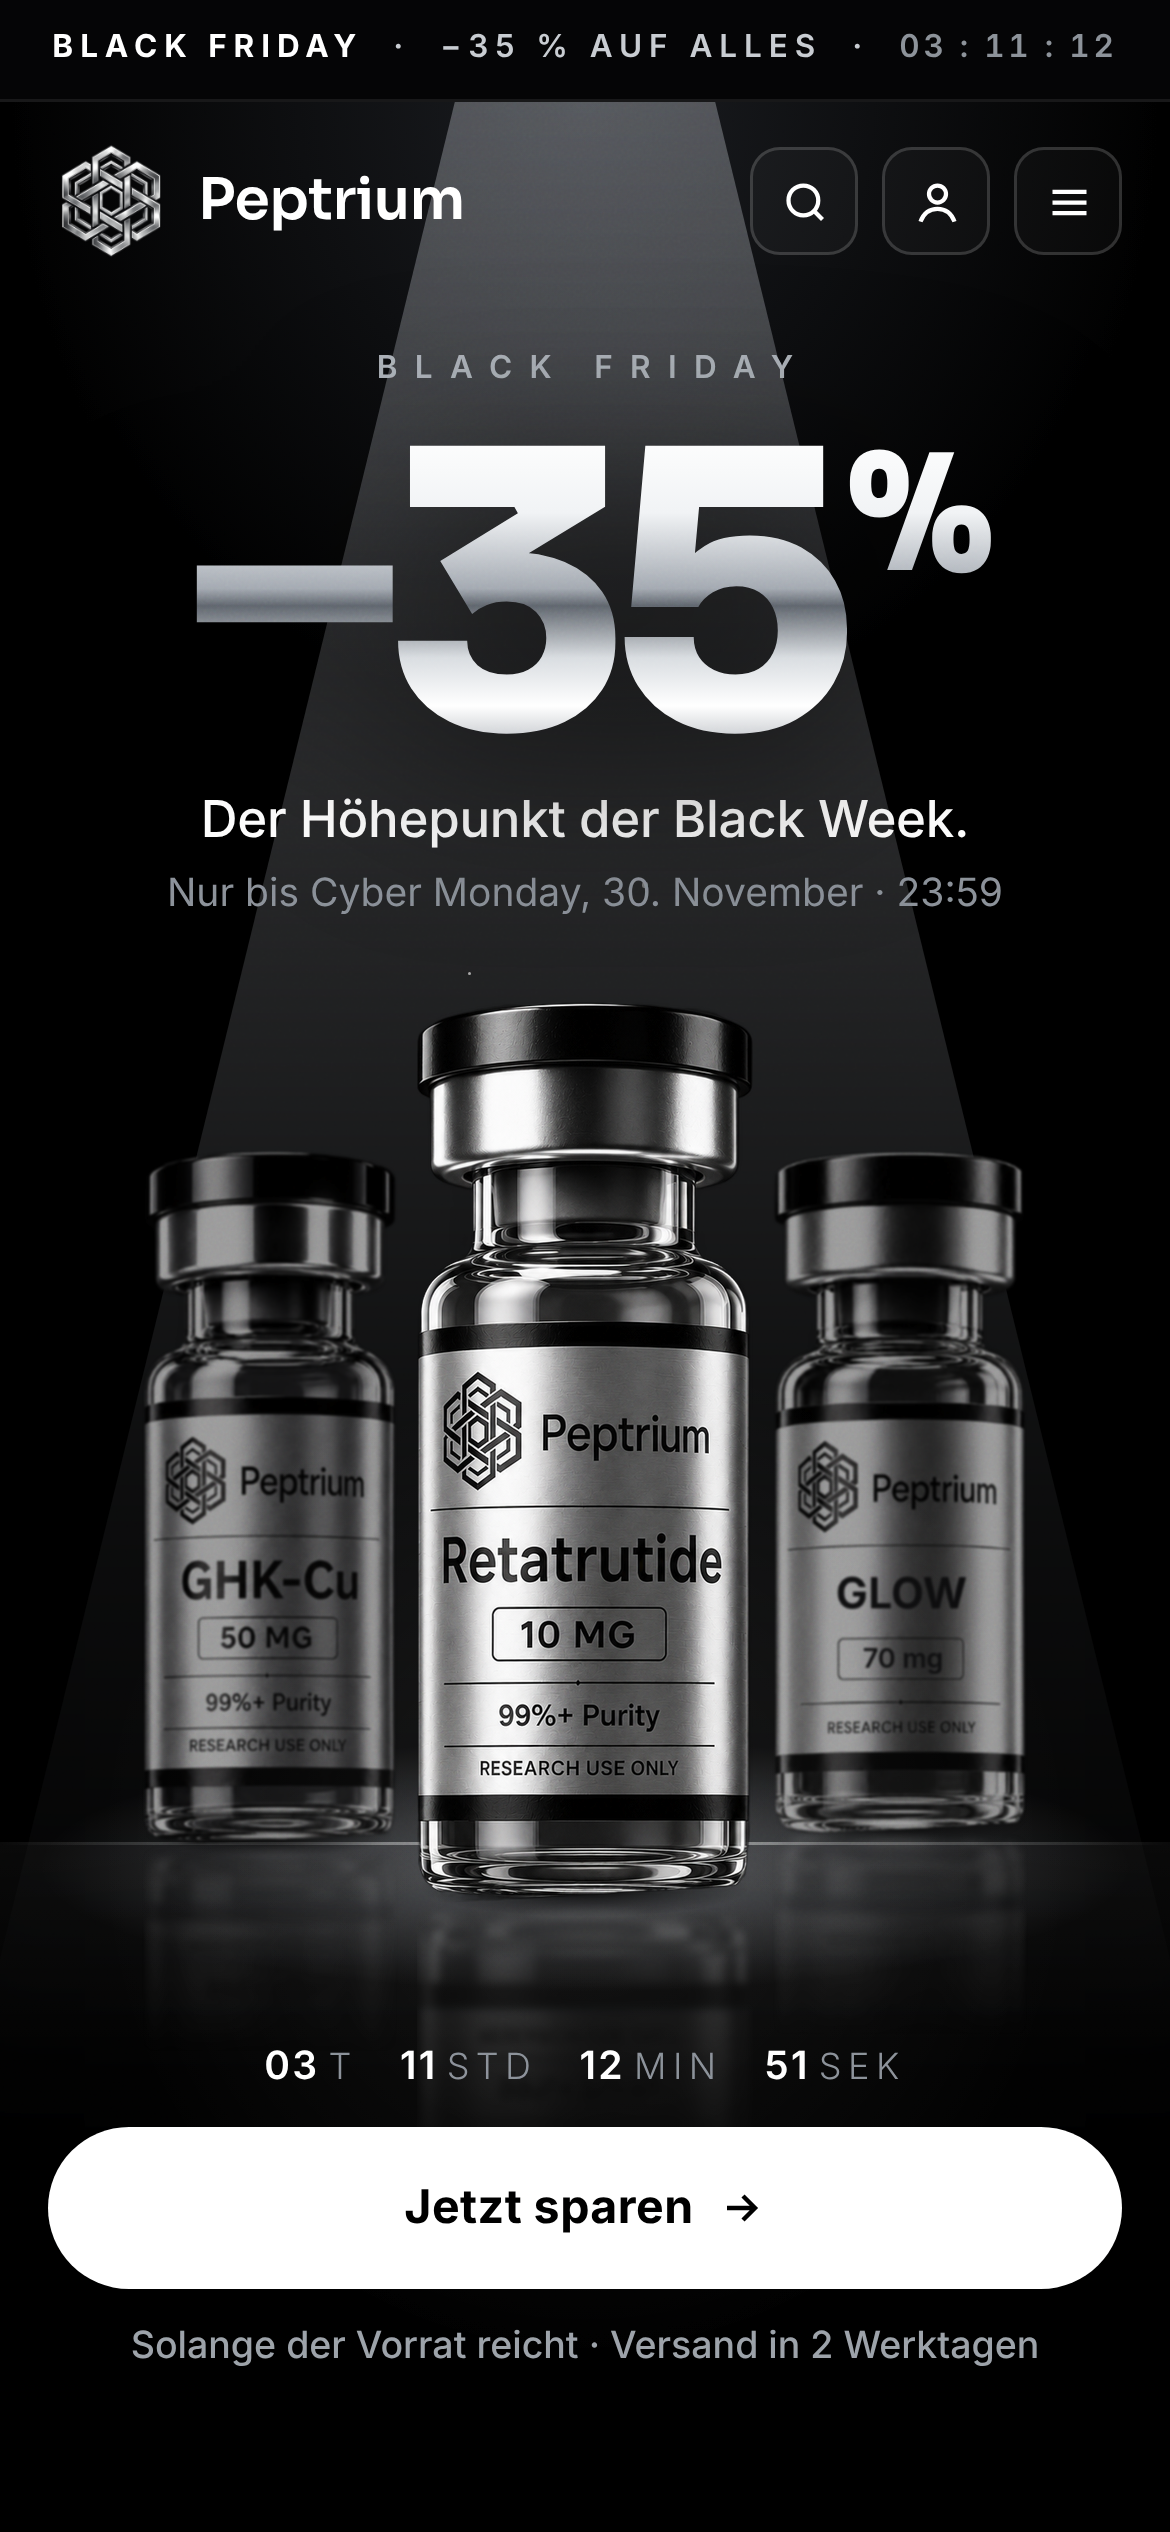 BLACK FRIDAY · –35 % AUF ALLES · 03 : 11 : 12
Peptrium
BLACK FRIDAY
–35%
Der Höhepunkt der Black Week.
Nur bis Cyber Monday, 30. November · 23:59
Peptrium
GHK-Cu
50 MG
99%+ Purity
RESEARCH USE ONLY
Peptrium
Retatrutide
10 MG
99%+ Purity
RESEARCH USE ONLY
Peptrium
GLOW
70 mg
RESEARCH USE ONLY
03 T 11 STD 12 MIN 51 SEK
Jetzt sparen →
Solange der Vorrat reicht · Versand in 2 Werktagen